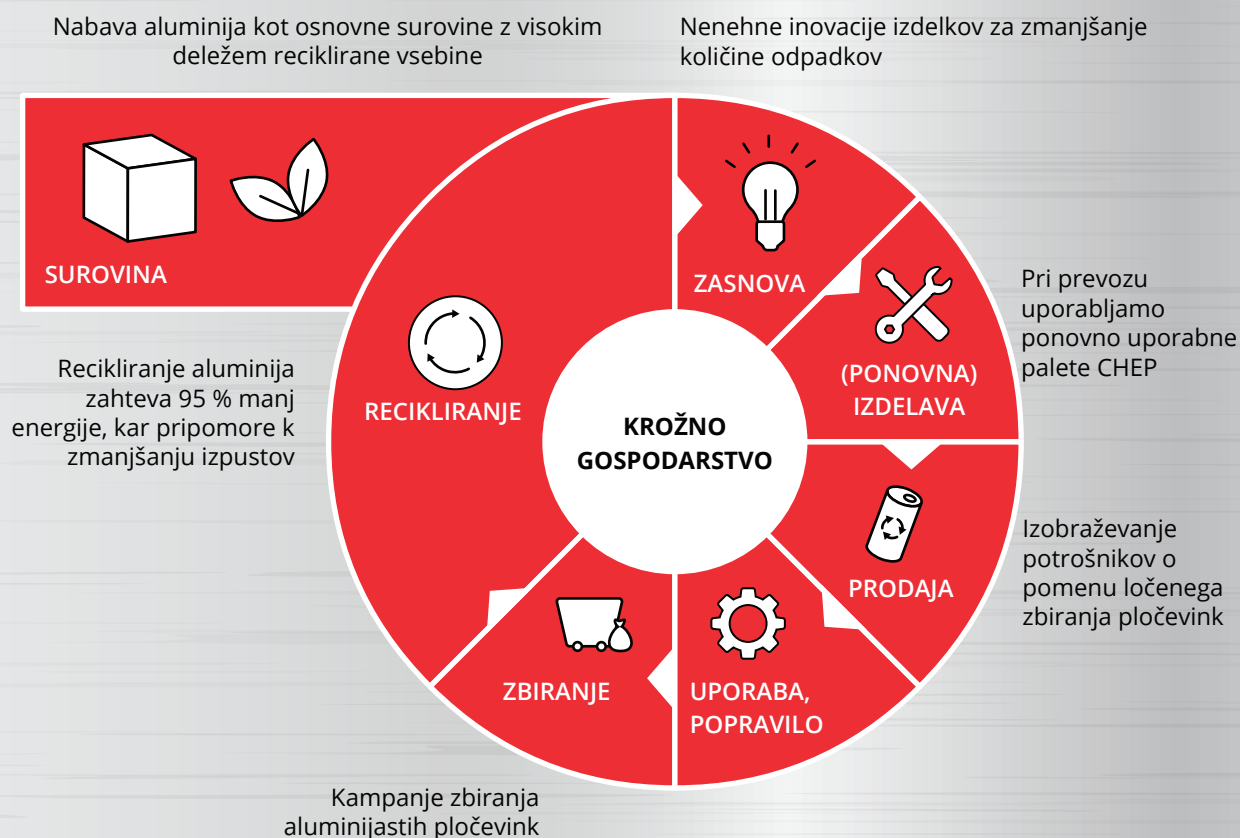 Nabava aluminija kot osnovne surovine z visokim
deležem reciklirane vsebine
Nenehne inovacije izdelkov za zmanjšanje
količine odpadkov
SUROVINA
ZASNOVA
Pri prevozu
uporabljamo
ponovno uporabne
palete CHEP
(PONOVNA)
IZDELAVA
Recikliranje aluminija
zahteva 95 % manj
energije, kar pripomore k
zmanjšanju izpustov
RECIKLIRANJE
KROŽNO
GOSPODARSTVO
Izobraževanje
potrošnikov o
pomenu ločenega
zbiranja pločevink
PRODAJA
ZBIRANJE
UPORABA,
POPRAVILO
Kampanje zbiranja
aluminijastih pločevink